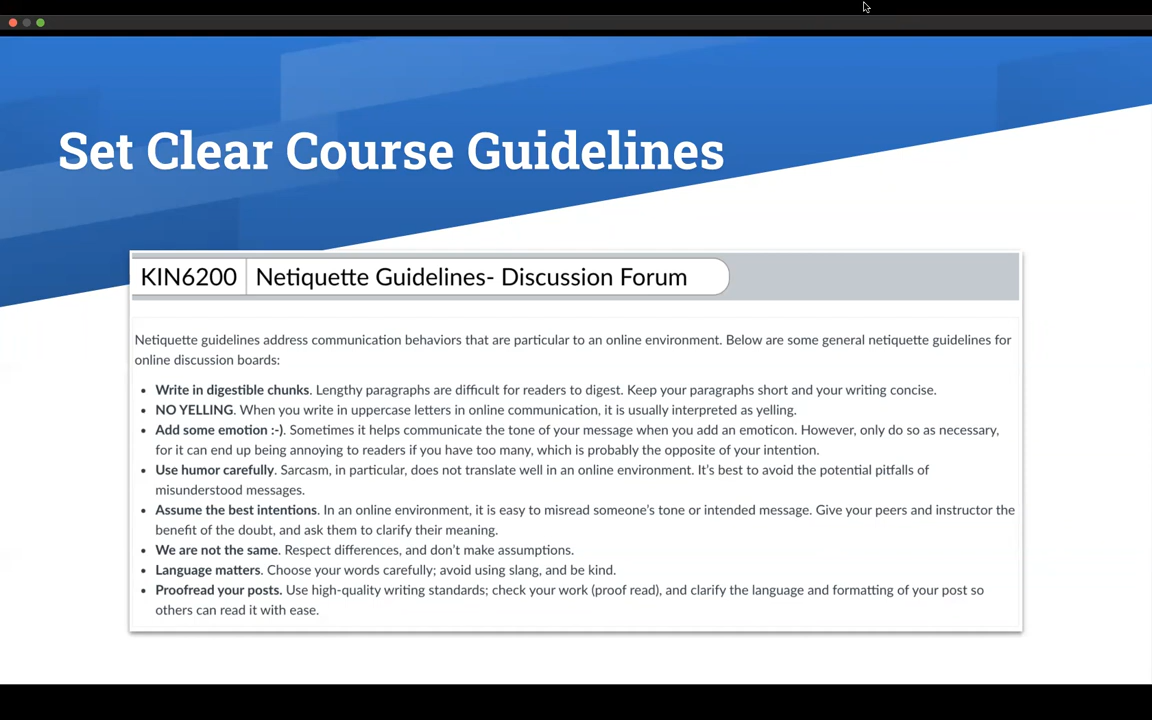 Set Clear Course Guidelines
KIN6200 Netiquette Guidelines- Discussion Forum
Netiquette guidelines address communication behaviors that are particular to an online environment. Below are some general netiquette guidelines for
online discussion boards:
• Write in digestible chunks. Lengthy paragraphs are difficult for readers to digest. Keep your paragraphs short and your writing concise.
• NO YELLING. When you write in uppercase letters in online communication, it is usually interpreted as yelling.
• Add some emotion :-). Sometimes it helps communicate the tone of your message when you add an emoticon. However, only do so as necessary,
for it can end up being annoying to readers if you have too many, which is probably the opposite of your intention.
• Use humor carefully. Sarcasm, in particular, does not translate well in an online environment. It's best to avoid the potential pitfalls of
misunderstood messages.
• Assume the best intentions. In an online environment, it is easy to misread someone's tone or intended message. Give your peers and instructor the
benefit of the doubt, and ask them to clarify their meaning.
• We are not the same. Respect differences, and don't make assumptions.
• Language matters. Choose your words carefully; avoid using slang, and be kind.
• Proofread your posts. Use high-quality writing standards; check your work (proof read), and clarify the language and formatting of your post so
others can read it with ease.